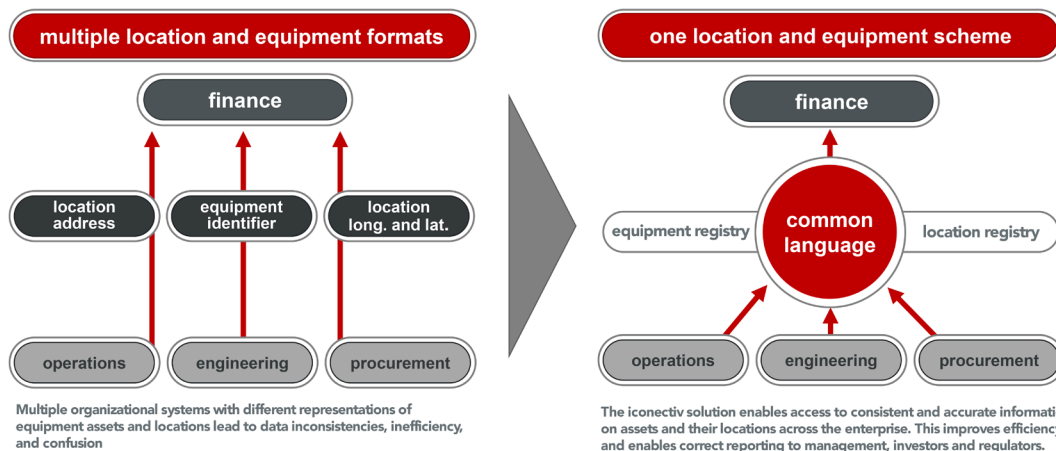 multiple location and equipment formats
finance
location
address
equipment
identifier
location
long. and lat.
operations
engineering
procurement
Multiple organizational systems with different representations of
equipment assets and locations lead to data inconsistencies, inefficiency,
and confusion
one location and equipment scheme
finance
equipment registry
common
language
location registry
operations
engineering
procurement
The iconectiv solution enables access to consistent and accurate informatio
on assets and their locations across the enterprise. This improves efficiency
and enables correct reporting to management, investors and regulators.